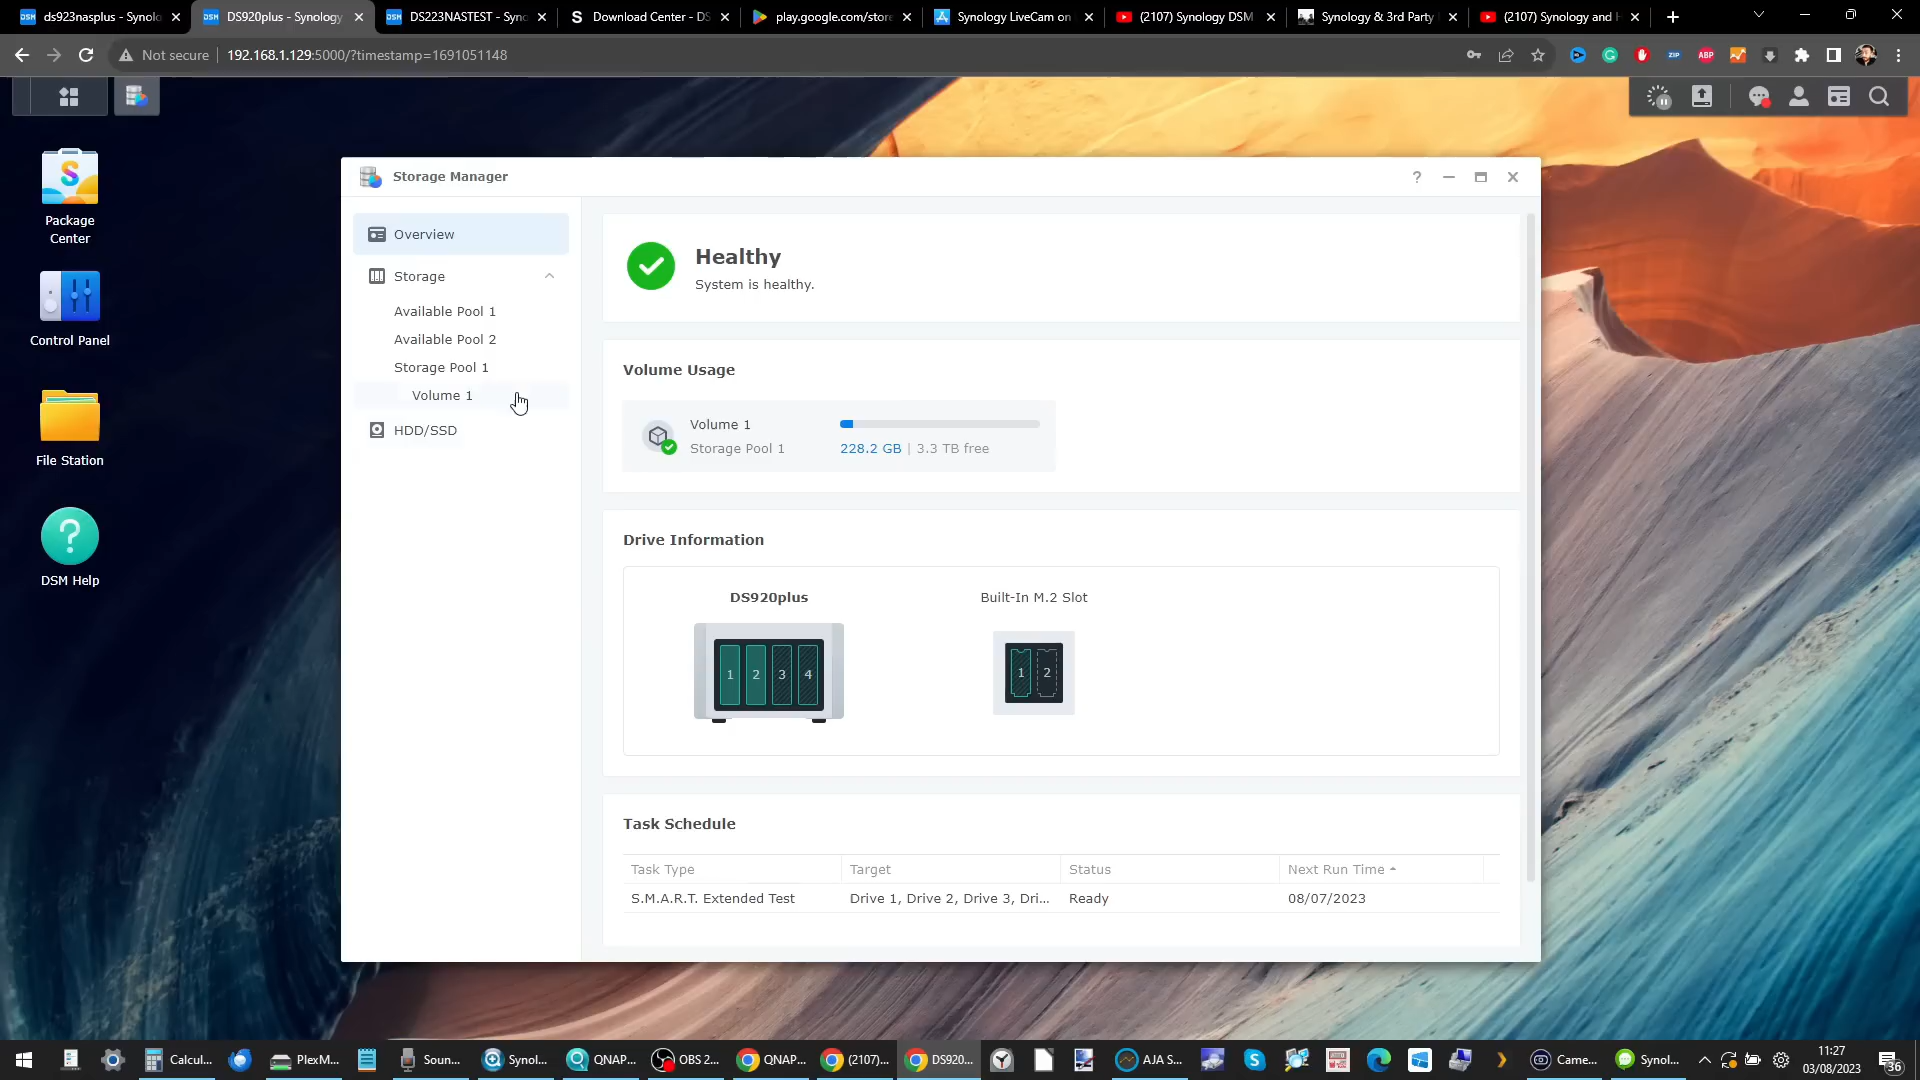 ds923nasplus - Synolo
DS920plus - Synology
DS223NASTEST - Syno
Download Center - DS
play.google.com/store
Synology LiveCam on
(2107) Synology DSM
Synology & 3rd Party
(2107) Synology and H
Not secure
192.168.1.129:5000/?timestamp=1691051148
Package
Center
Control Panel
File Station
DSM Help
Storage Manager
Overview
Storage
Available Pool 1
Available Pool 2
Storage Pool 1
Volume 1
HDD/SSD
Healthy
System is healthy.
Volume Usage
Volume 1
Storage Pool 1
228.2 GB | 3.3 TB free
Drive Information
DS920plus
1 2 3 4
Built-In M.2 Slot
1 2
Task Schedule
Task Type Target Status Next Run Time
S.M.A.R.T. Extended Test Drive 1, Drive 2, Drive 3, Dri... Ready 08/07/2023
Calcul...
PlexM...
Soun...
Synol...
QNAP...
OBS 2...
QNAP...
(2107)...
DS920...
AJA S...
Came...
Synol...
11:27
03/08/2023
36